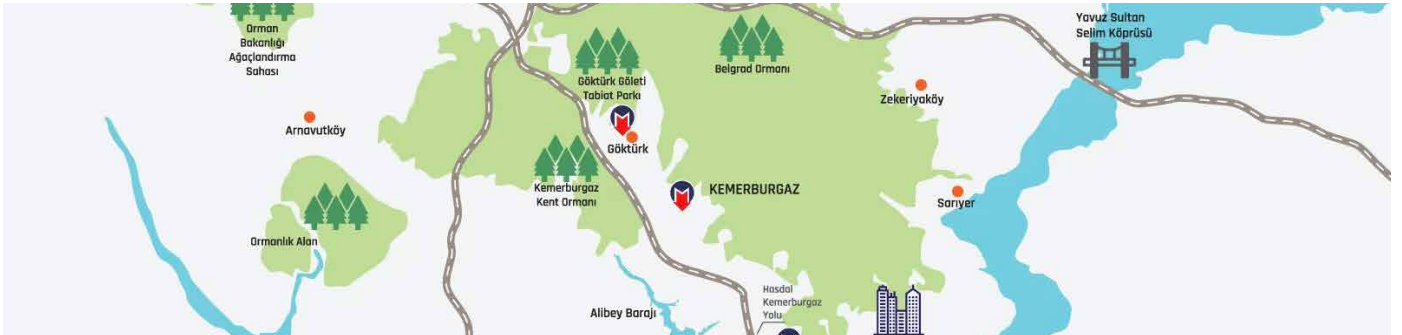 Orman
Bakanlığı
Ağaçlandırma
Sahası
Arnavutköy
Ormanlık Alan
Göktürk Göleti
Tabiat Parkı
Göktürk
Kemerburgaz
Kent Ormanı
KEMERBURGAZ
Belgrad Ormanı
Alibey Barajı
Hasdal
Kemerburgaz
Yolu
Zekeriyaköy
Sarıyer
Yavuz Sultan
Selim Köprüsü